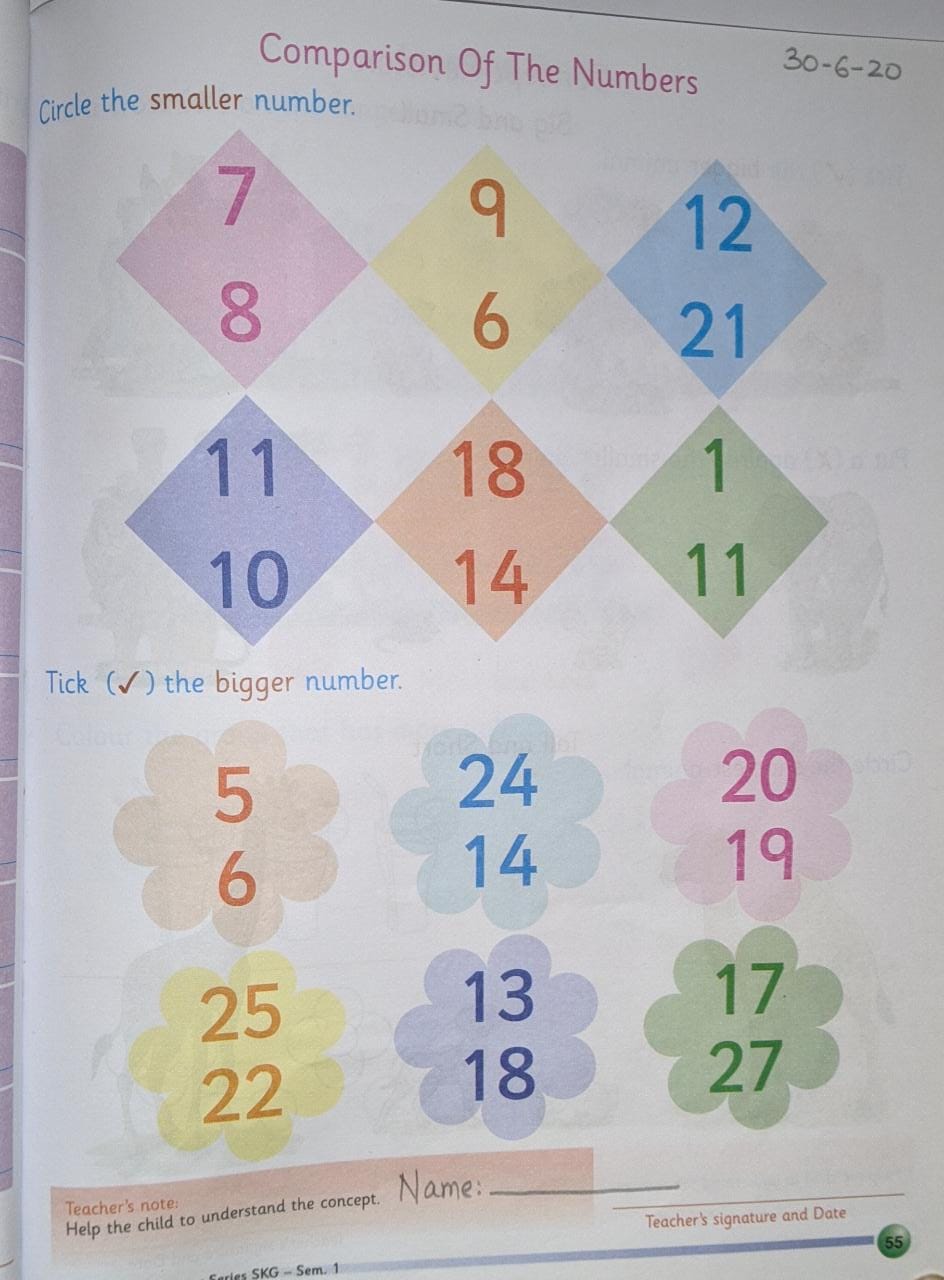 Comparison Of The Numbers
30-6-20
Circle the smaller number.
7 9 12
8 6 21
11 18 1
10 14 11
Tick (✓) the bigger number.
5 24 20
6 14 19
25 13 17
22 18 27
Teacher's note:
Help the child to understand the concept.
Name:
Teacher's signature and Date
55
Series SKG – Sem. 1